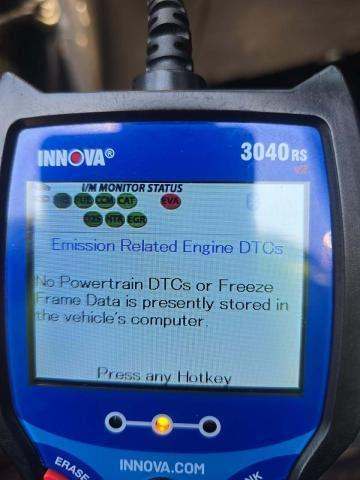 INNOVA®
3040RS
I/M MONITOR STATUS
FUE CCM CAT EVA
O2S HTR EGR
Emission Related Engine DTCs
No Powertrain DTCs or Freeze
Frame Data is presently stored in
the vehicle's computer.
Press any Hotkey
INNOVA.COM
ERASE
NK